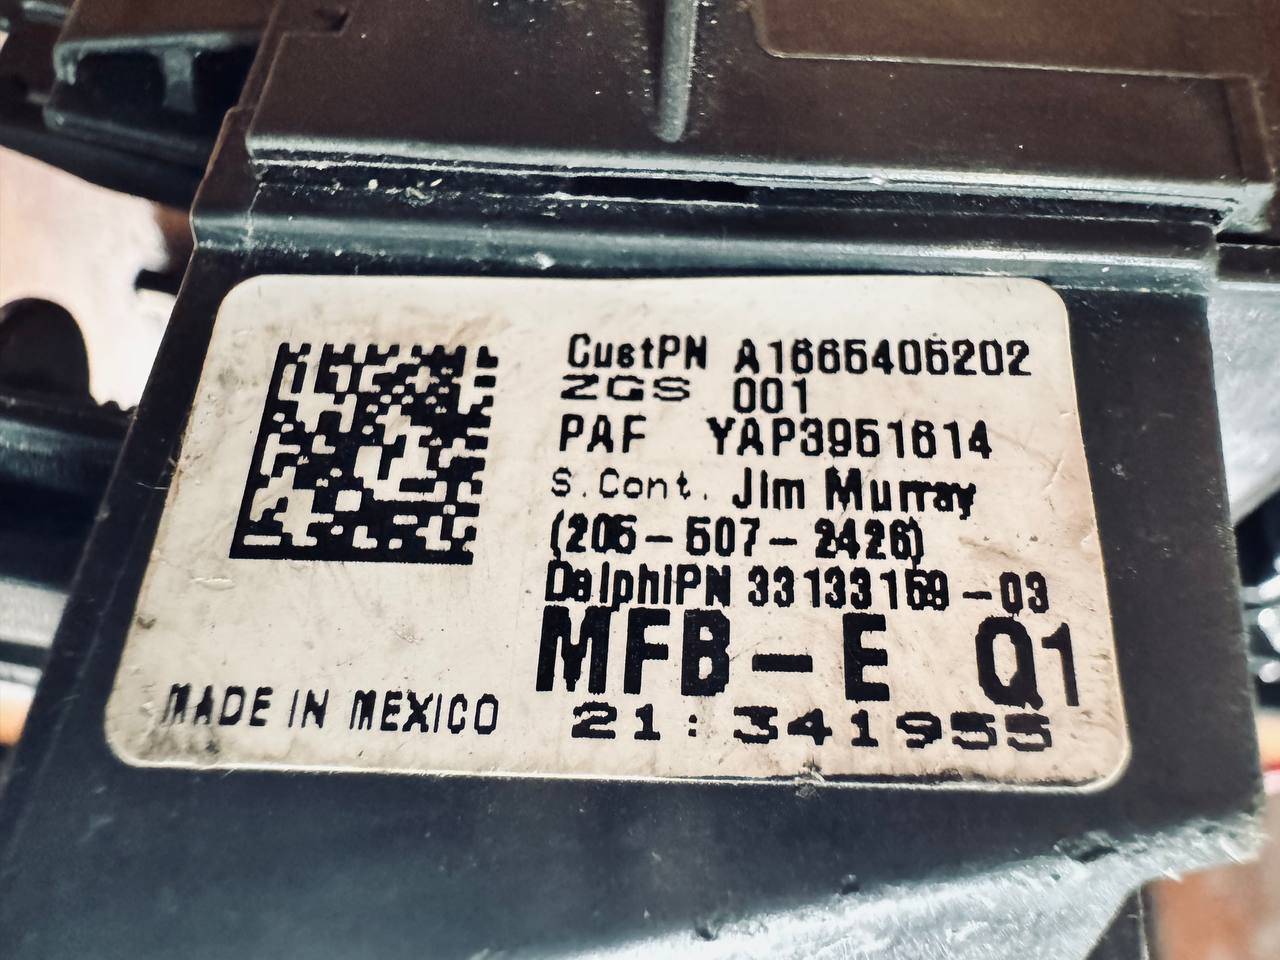 CustPN A1665406202
ZGS 001
PAF YAP3951614
S.Cont. Jim Murray
(205-507-2426)
DelphiPN 33133159-03
MFB-E Q1
MADE IN MEXICO
21:341955